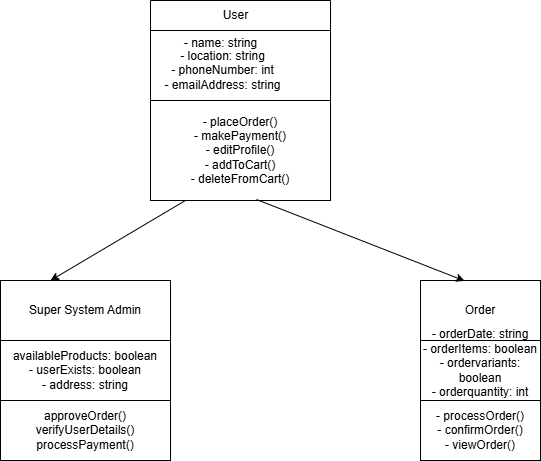 User
- name: string
- location: string
- phoneNumber: int
- emailAddress: string
- placeOrder()
- makePayment()
- editProfile()
- addToCart()
- deleteFromCart()
Super System Admin
availableProducts: boolean
- userExists: boolean
- address: string
approveOrder()
verifyUserDetails()
processPayment()
Order
- orderDate: string
- orderItems: boolean
- ordervariants:
boolean
- orderquantity: int
- processOrder()
- confirmOrder()
- viewOrder()